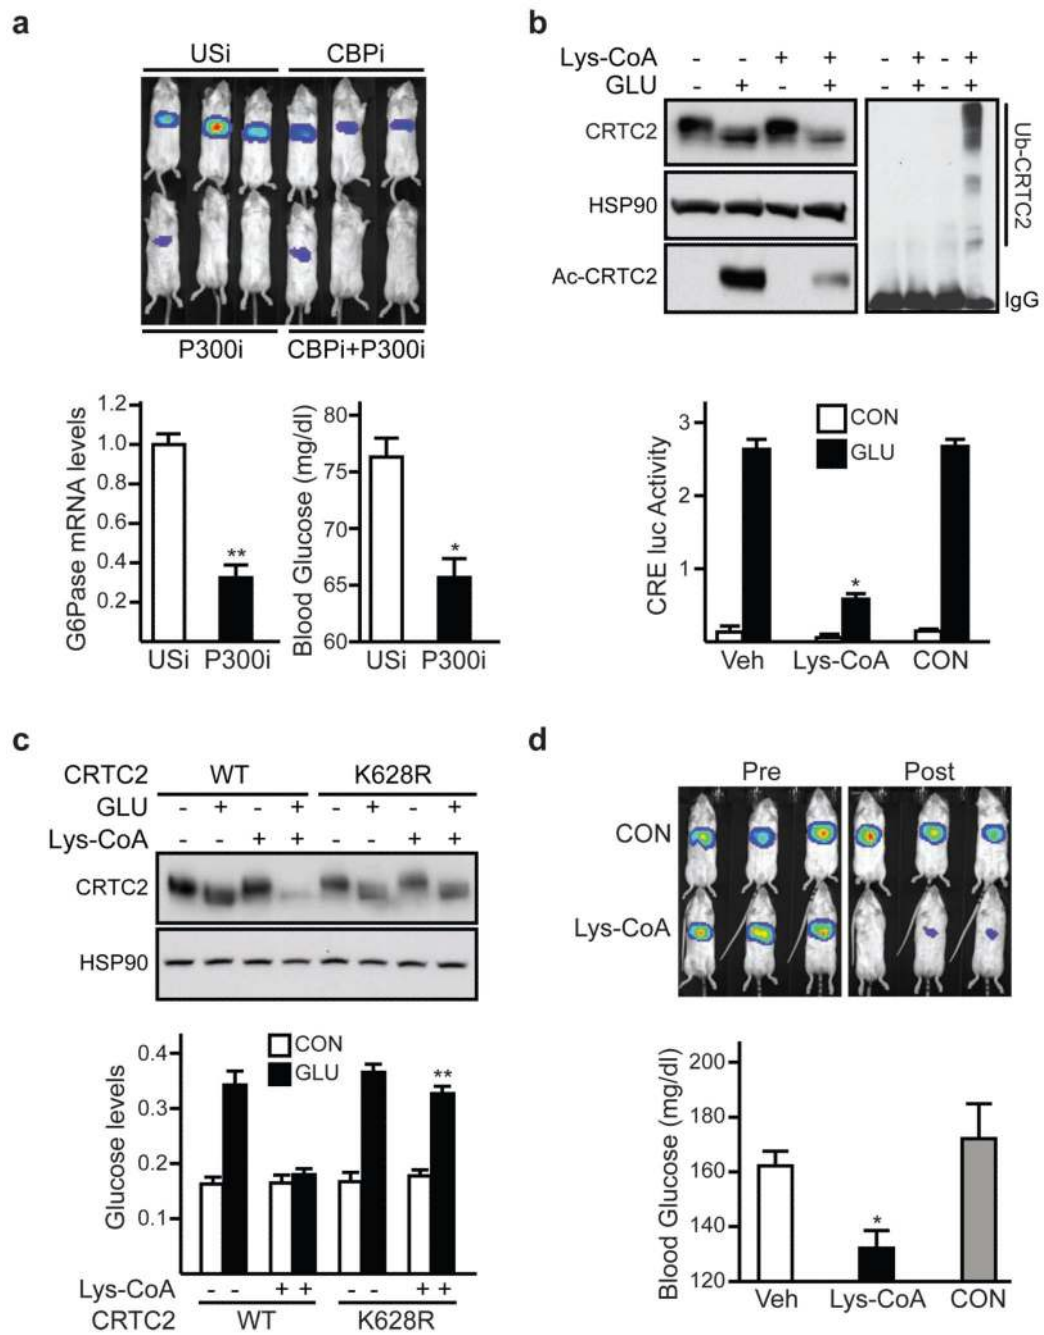 a
USi CBPi
P300i CBPi+P300i
G6Pase mRNA levels
1.2
1.0
0.8
0.6
0.4
0.2
**
USi P300i
Blood Glucose (mg/dl)
80
75
70
65
60
*
USi P300i
b
Lys-CoA - - + + - + - +
GLU - + - + - + - +
CRTC2
HSP90
Ac-CRTC2
Ub-CRTC2
IgG
CRE luc Activity
3
2
1
CON
GLU
*
Veh Lys-CoA CON
c
CRTC2 WT K628R
GLU - + - + - + - +
Lys-CoA - - + + - - + +
CRTC2
HSP90
Glucose levels
0.4
0.3
0.2
0.1
CON
GLU
**
Lys-CoA - - + + - - + +
CRTC2 WT K628R
d
Pre Post
CON
Lys-CoA
Blood Glucose (mg/dl)
200
180
160
140
120
*
Veh Lys-CoA CON